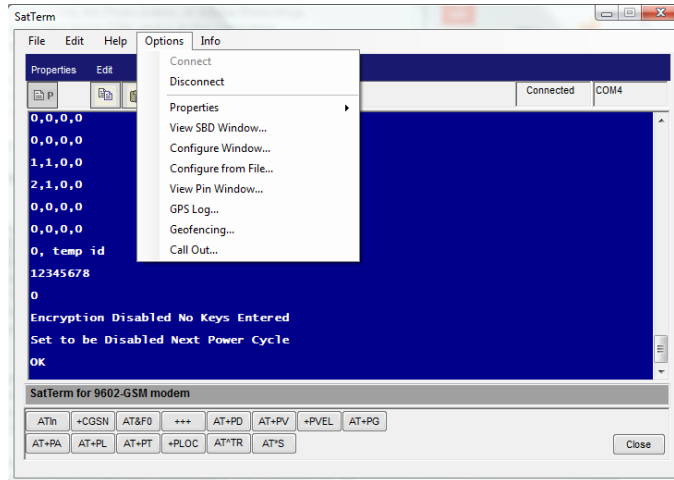 SatTerm
File Edit Help Options Info
Connect
Disconnect
Properties
View SBD Window...
Configure Window...
Configure from File...
View Pin Window...
GPS Log...
Geofencing...
Call Out...
Properties Edit
P
Connected COM4
0,0,0,0
0,0,0,0
1,1,0,0
2,1,0,0
0,0,0,0
0,0,0,0
0, temp id
12345678
0
Encryption Disabled No Keys Entered
Set to be Disabled Next Power Cycle
OK
SatTerm for 9602-GSM modem
ATIn +CGSN AT&F0 +++ AT+PD AT+PV +PVEL AT+PG
AT+PA AT+PL AT+PT +PLOC AT^TR AT*S Close